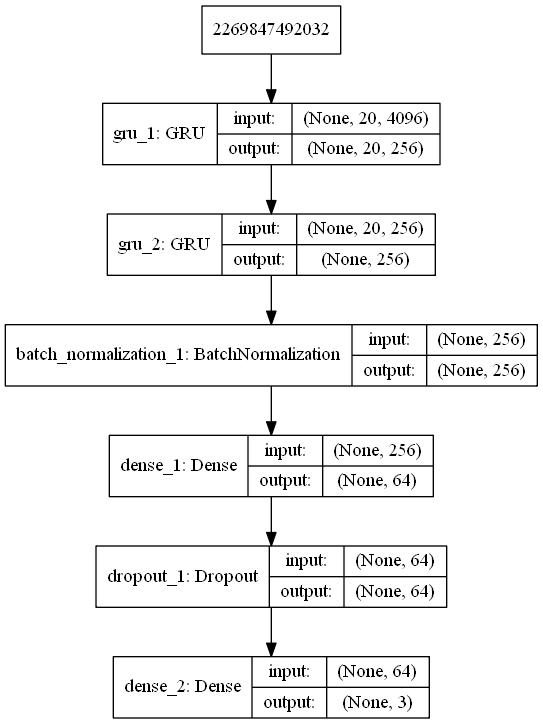 2269847492032
gru_1: GRU
input: (None, 20, 4096)
output: (None, 20, 256)
gru_2: GRU
input: (None, 20, 256)
output: (None, 256)
batch_normalization_1: BatchNormalization
input: (None, 256)
output: (None, 256)
dense_1: Dense
input: (None, 256)
output: (None, 64)
dropout_1: Dropout
input: (None, 64)
output: (None, 64)
dense_2: Dense
input: (None, 64)
output: (None, 3)